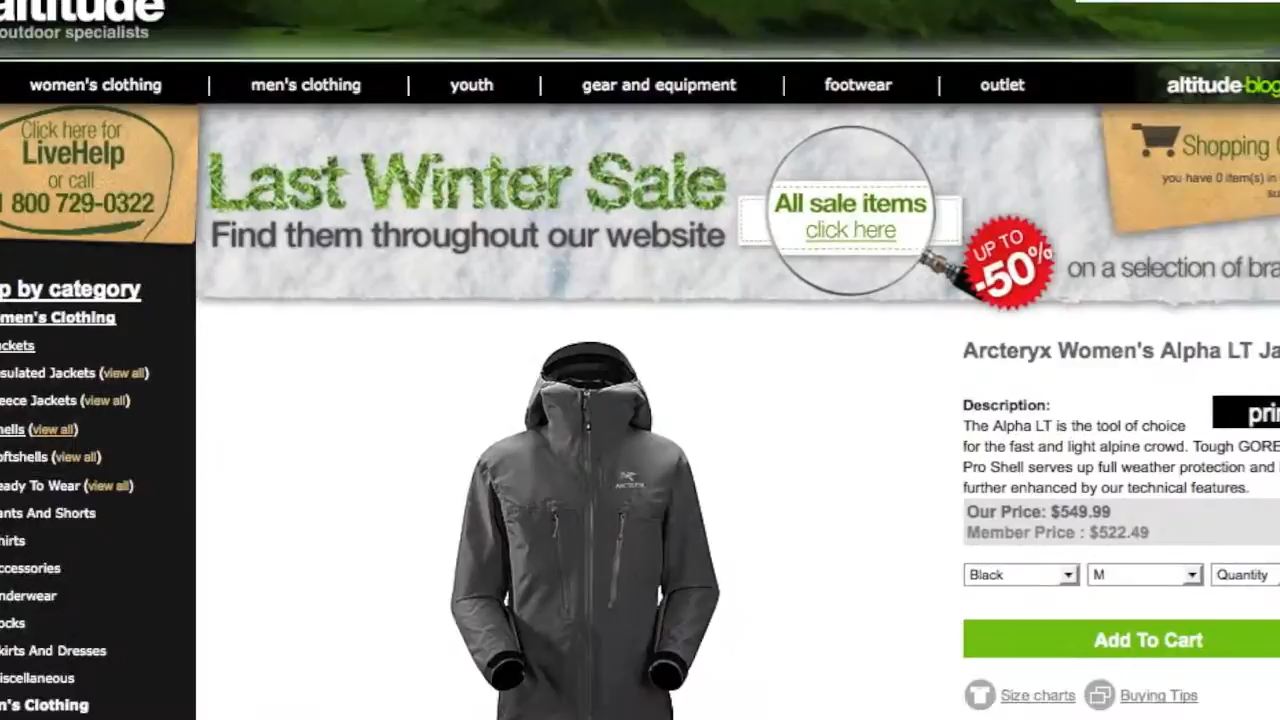 altitude
outdoor specialists
women's clothing | men's clothing | youth | gear and equipment | footwear | outlet
altitude-blog
Click here for
LiveHelp
or call
1 800 729-0322
Last Winter Sale
Find them throughout our website
All sale items
click here
UP TO
-50%
on a selection of bra
Shopping
you have 0 item(s) in
p by category
men's Clothing
ckets
sulated Jackets (view all)
eece Jackets (view all)
hells (view all)
oftshells (view all)
eady To Wear (view all)
ants And Shorts
hirts
ccessories
nderwear
ocks
kirts And Dresses
iscellaneous
n's Clothing
ARC'TERYX
Arcteryx Women's Alpha LT Ja
Description:
prin
The Alpha LT is the tool of choice
for the fast and light alpine crowd. Tough GORE
Pro Shell serves up full weather protection and
further enhanced by our technical features.
Our Price: $549.99
Member Price : $522.49
Black M Quantity
Add To Cart
Size charts Buying Tips